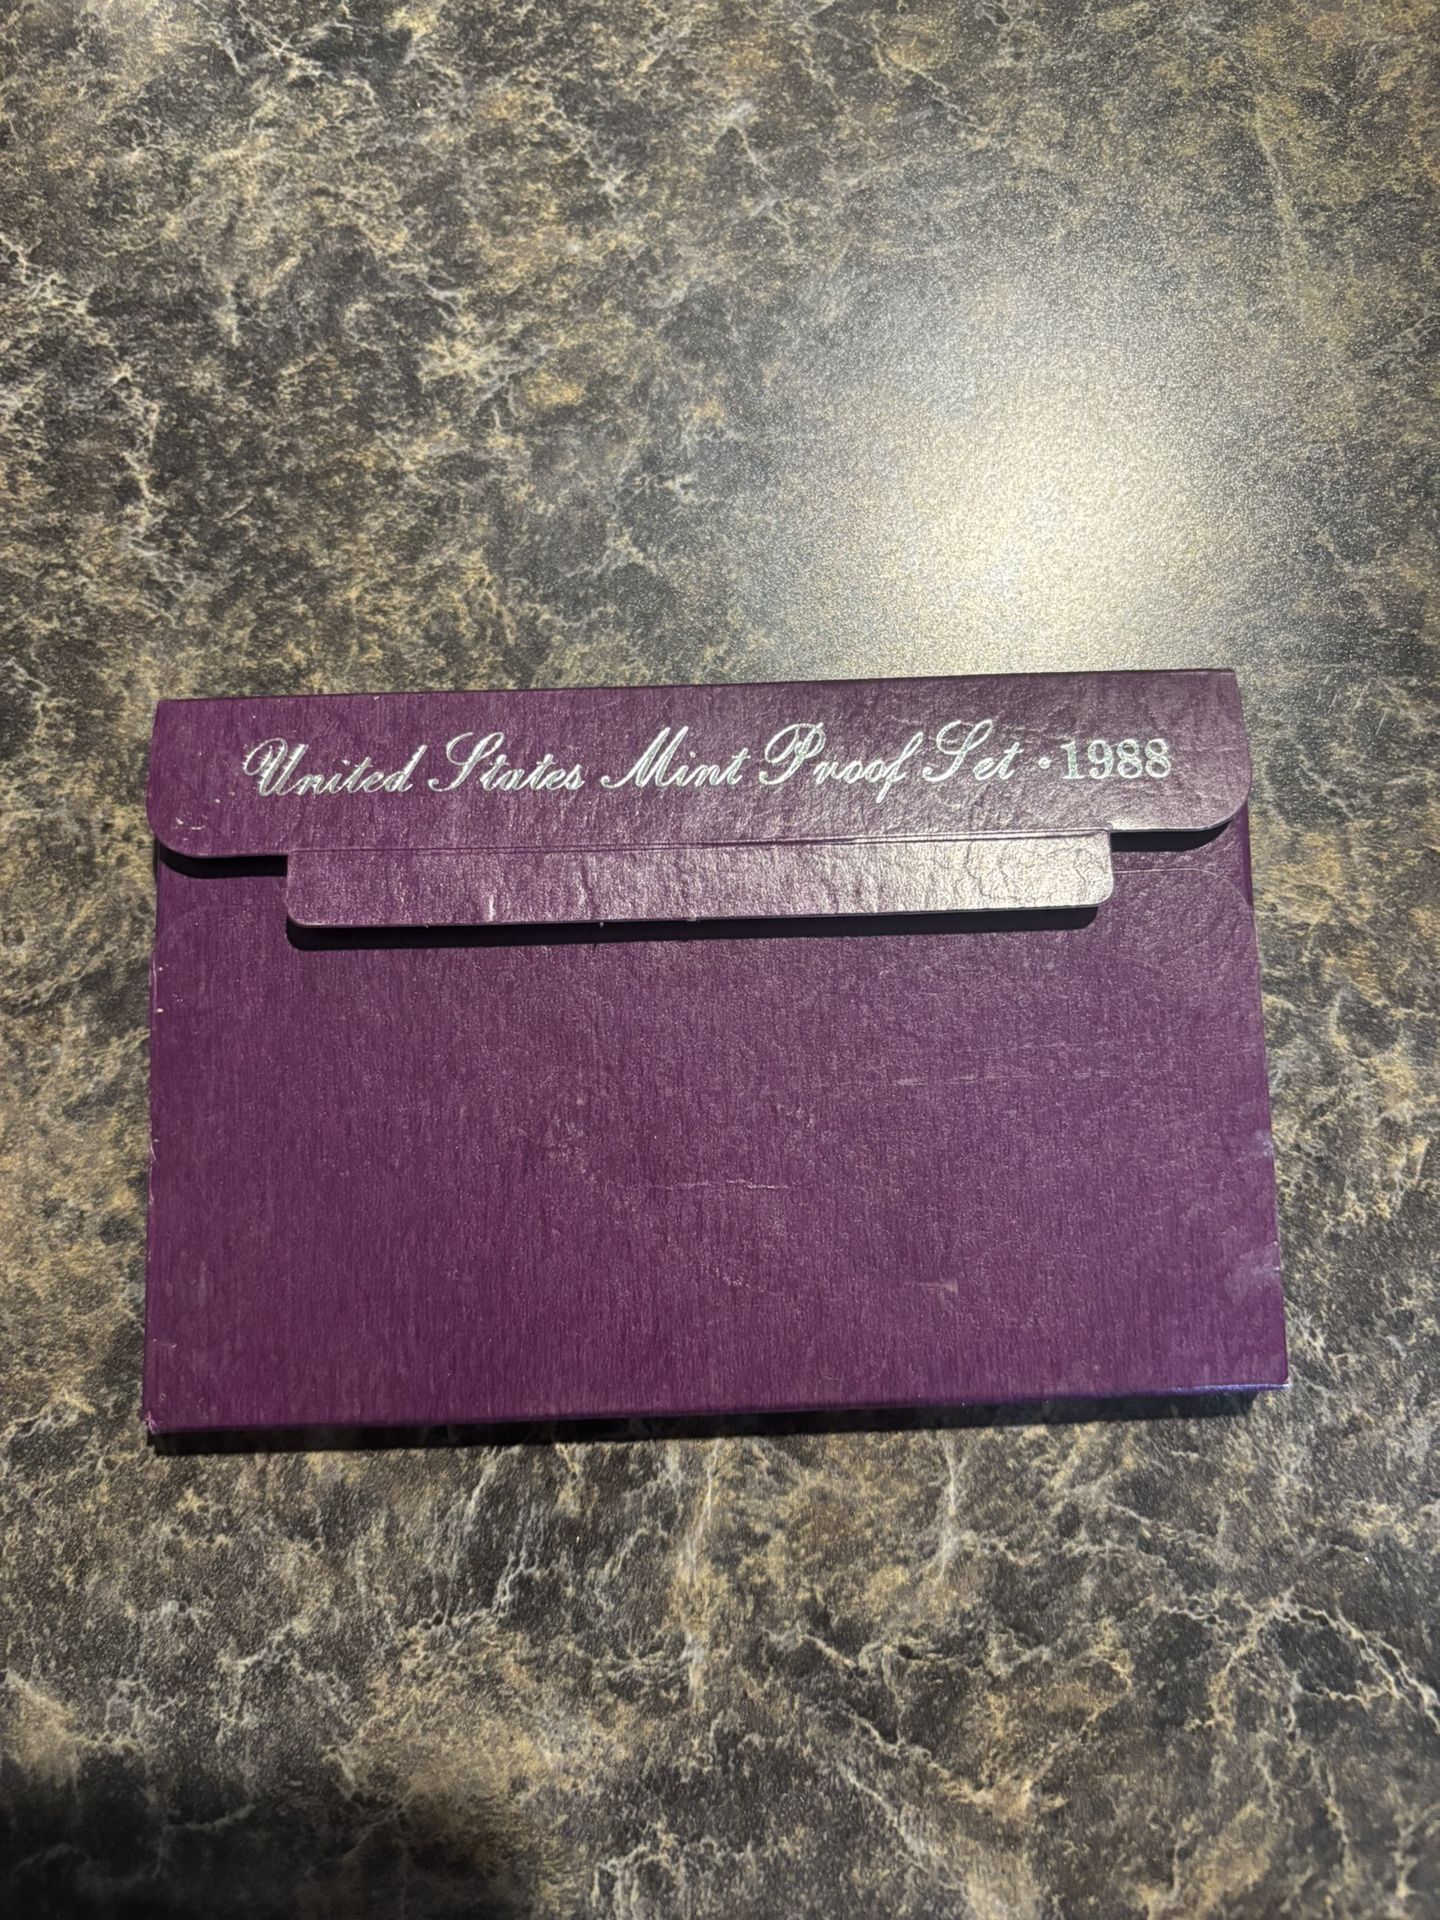 United States Mint Proof Set • 1988